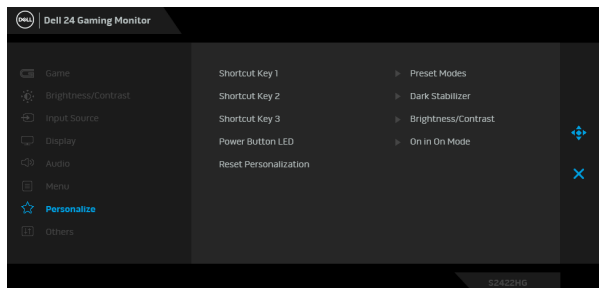 DELL Dell 24 Gaming Monitor
Game
Shortcut Key 1 Preset Modes
Brightness/Contrast
Shortcut Key 2 Dark Stabilizer
Input Source
Shortcut Key 3 Brightness/Contrast
Display
Power Button LED On in On Mode
Audio
Reset Personalization
Menu
Personalize
Others
S2422HG